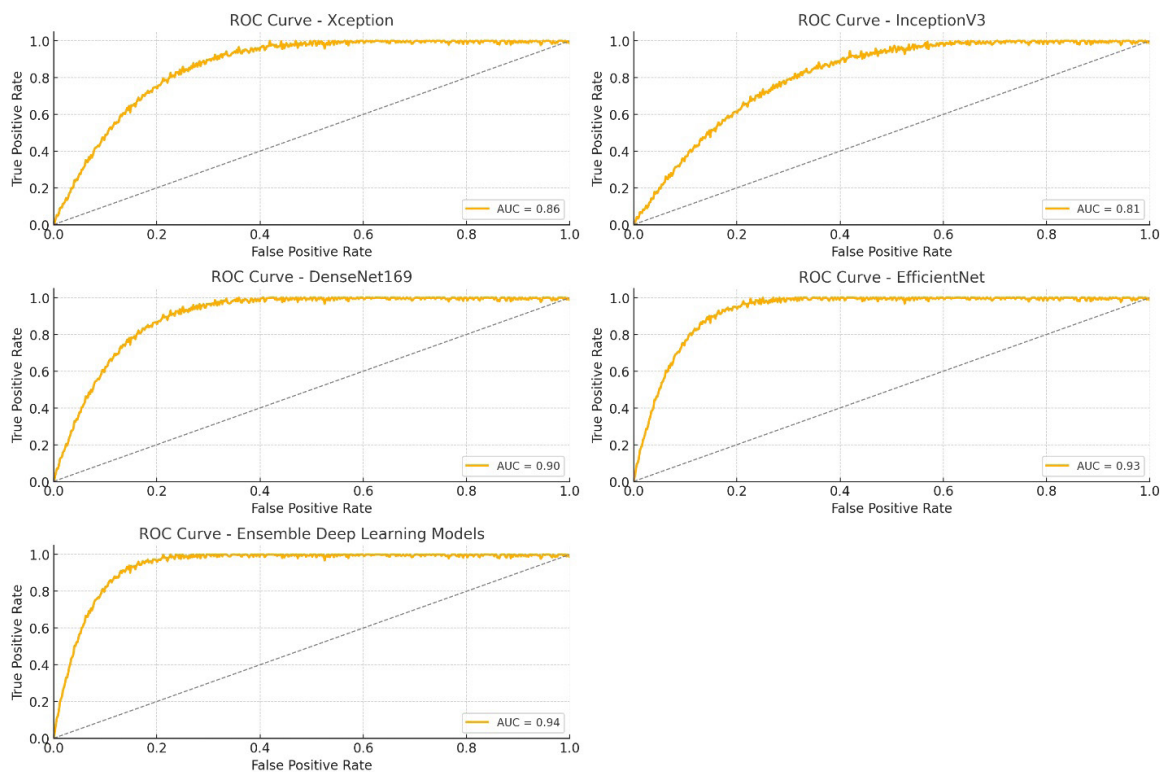 ROC Curve - Xception
True Positive Rate
1.0
0.8
0.6
0.4
0.2
0.0
AUC = 0.86
0.0 0.2 0.4 0.6 0.8 1.0
False Positive Rate
ROC Curve - InceptionV3
True Positive Rate
1.0
0.8
0.6
0.4
0.2
0.0
AUC = 0.81
0.0 0.2 0.4 0.6 0.8 1.0
False Positive Rate
ROC Curve - DenseNet169
True Positive Rate
1.0
0.8
0.6
0.4
0.2
0.0
AUC = 0.90
0.0 0.2 0.4 0.6 0.8 1.0
False Positive Rate
ROC Curve - EfficientNet
True Positive Rate
1.0
0.8
0.6
0.4
0.2
0.0
AUC = 0.93
0.0 0.2 0.4 0.6 0.8 1.0
False Positive Rate
ROC Curve - Ensemble Deep Learning Models
True Positive Rate
1.0
0.8
0.6
0.4
0.2
0.0
AUC = 0.94
0.0 0.2 0.4 0.6 0.8 1.0
False Positive Rate